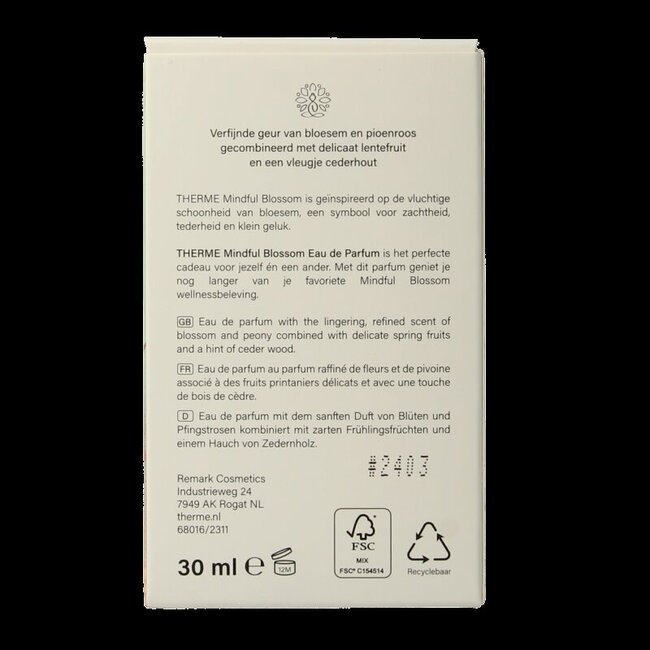 Verfijnde geur van bloesem en pioenroos
gecombineerd met delicaat lentefruit
en een vleugje cederhout
THERME Mindful Blossom is geïnspireerd op de vluchtige
schoonheid van bloesem, een symbool voor zachtheid,
tederheid en klein geluk.
THERME Mindful Blossom Eau de Parfum is het perfecte
cadeau voor jezelf én een ander. Met dit parfum geniet je
nog langer van je favoriete Mindful Blossom
wellnessbeleving.
GB Eau de parfum with the lingering, refined scent of
blossom and peony combined with delicate spring fruits
and a hint of ceder wood.
FR Eau de parfum au parfum raffiné de fleurs et de pivoine
associé à des fruits printaniers délicats et avec une touche
de bois de cèdre.
D Eau de parfum mit dem sanften Duft von Blüten und
Pfingstrosen kombiniert mit zarten Frühlingsfrüchten und
einem Hauch von Zedernholz.
#2403
Remark Cosmetics
Industrieweg 24
7949 AK Rogat NL
therme.nl
68016/2311
30 ml e 12M
FSC
MIX
FSC® C154514
Recyclebaar